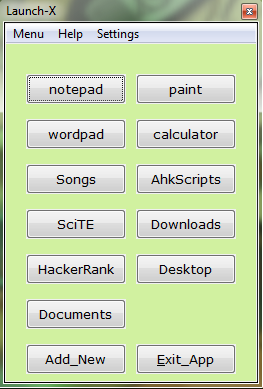 Launch-X
Menu Help Settings
notepad paint
wordpad calculator
Songs AhkScripts
SciTE Downloads
HackerRank Desktop
Documents
Add_New Exit_App